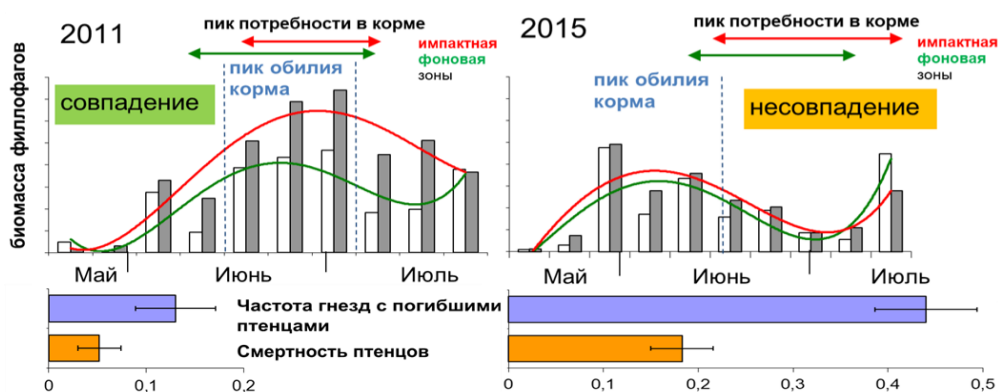 2011
пик потребности в корме
импактная
фоновая
зоны
совпадение
пик обилия
корма
биомасса филлофагов
Май
Июнь
Июль
2015
пик потребности в корме
импактная
фоновая
зоны
пик обилия
корма
несовпадение
Май
Июнь
Июль
Частота гнезд с погибшими
птенцами
Смертность птенцов
0
0,1
0,2
0
0,1
0,2
0,3
0,4
0,5